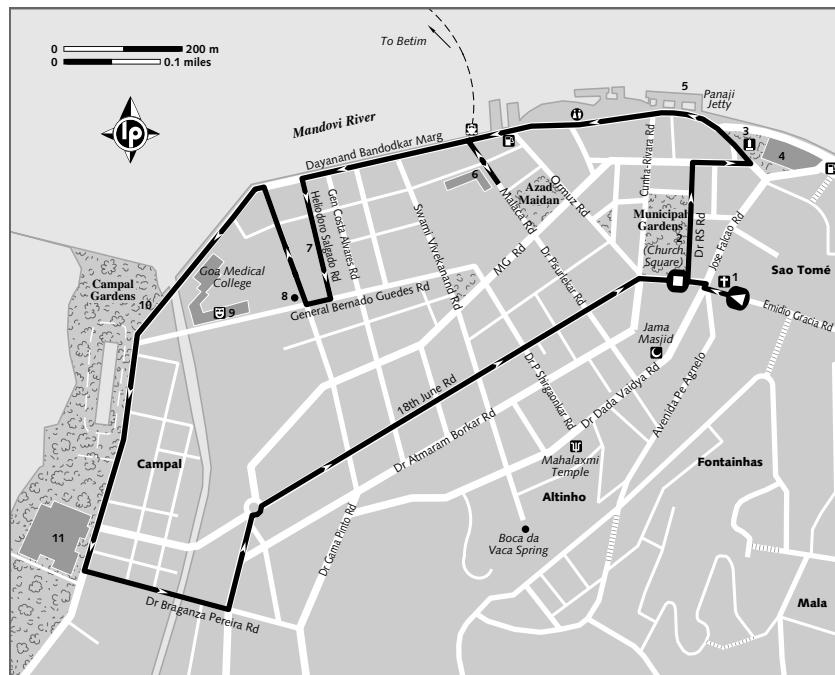 0 200 m
0 0.1 miles
To Betim
lp
Mandovi River
5
Panaji
Jetty
3
4
Dayanand Bandodkar Marg
6
Malaca Rd
Azad
Maidan
Ormuz Rd
Cunha-Rivara Rd
Municipal
Gardens
2
(Church
Square)
Dr RS Rd
Jose Falcao Rd
Sao Tomé
1
Emidio Gracia Rd
Gen Costa Alvares Rd
Heliodoro Salgado Rd
7
Swami Vivekanand Rd
MG Rd
Dr Pisurlekar Rd
Goa Medical
College
8
9
General Bernado Guedes Rd
Campal
Gardens
10
Jama
Masjid
18th June Rd
Dr P Shirgaonkar Rd
Dr Dada Vaidya Rd
Avenida Pe Agnelo
Dr Atmaram Borkar Rd
Mahalaxmi
Temple
Altinho
Fontainhas
Campal
Boca da
Vaca Spring
Dr Gama Pinto Rd
11
Dr Braganza Pereira Rd
Mala